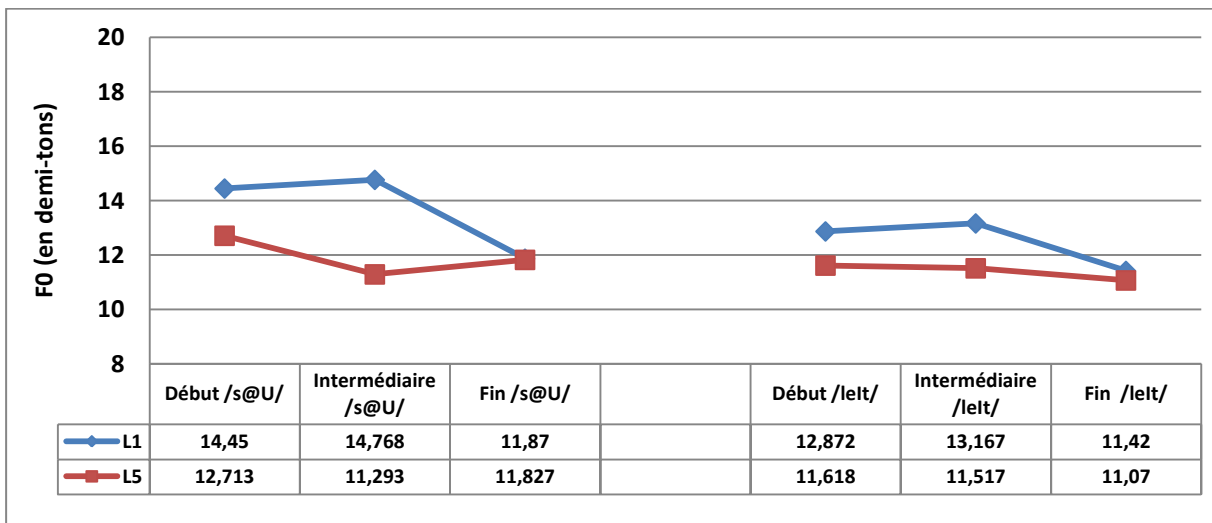 F0 (en demi-tons)
20
18
16
14
12
10
8
Début /s@U/ Intermédiaire /s@U/ Fin /s@U/ Début /leIt/ Intermédiaire /leIt/ Fin /leIt/
L1 14,45 14,768 11,87 12,872 13,167 11,42
L5 12,713 11,293 11,827 11,618 11,517 11,07